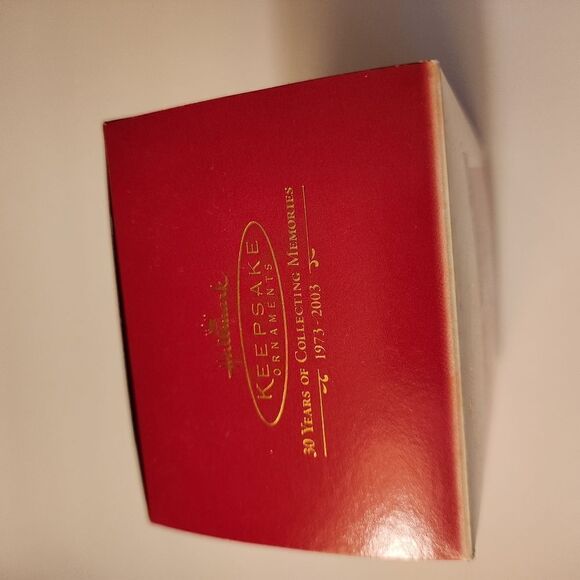 Hallmark
KEEPSAKE
ORNAMENTS
30 YEARS OF COLLECTING MEMORIES
1973-2003